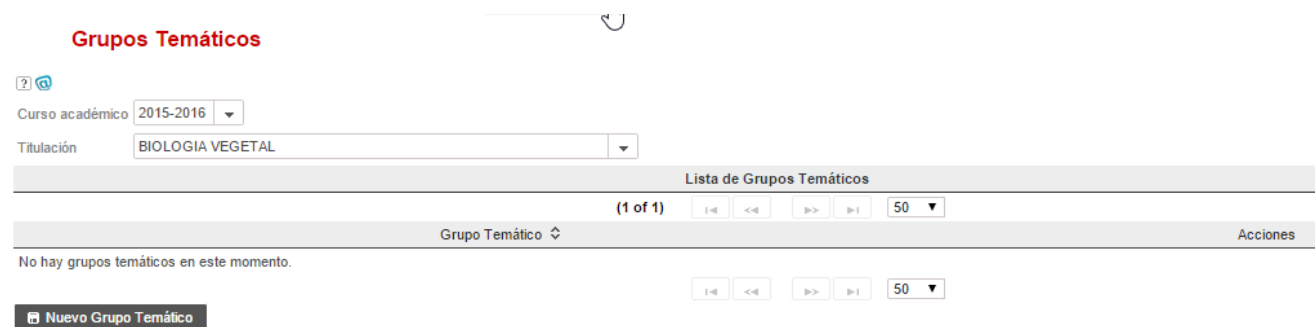 Grupos Temáticos
?
Curso académico 2015-2016
Titulación BIOLOGIA VEGETAL
Lista de Grupos Temáticos
(1 of 1) 50
Grupo Temático Acciones
No hay grupos temáticos en este momento.
50
Nuevo Grupo Temático